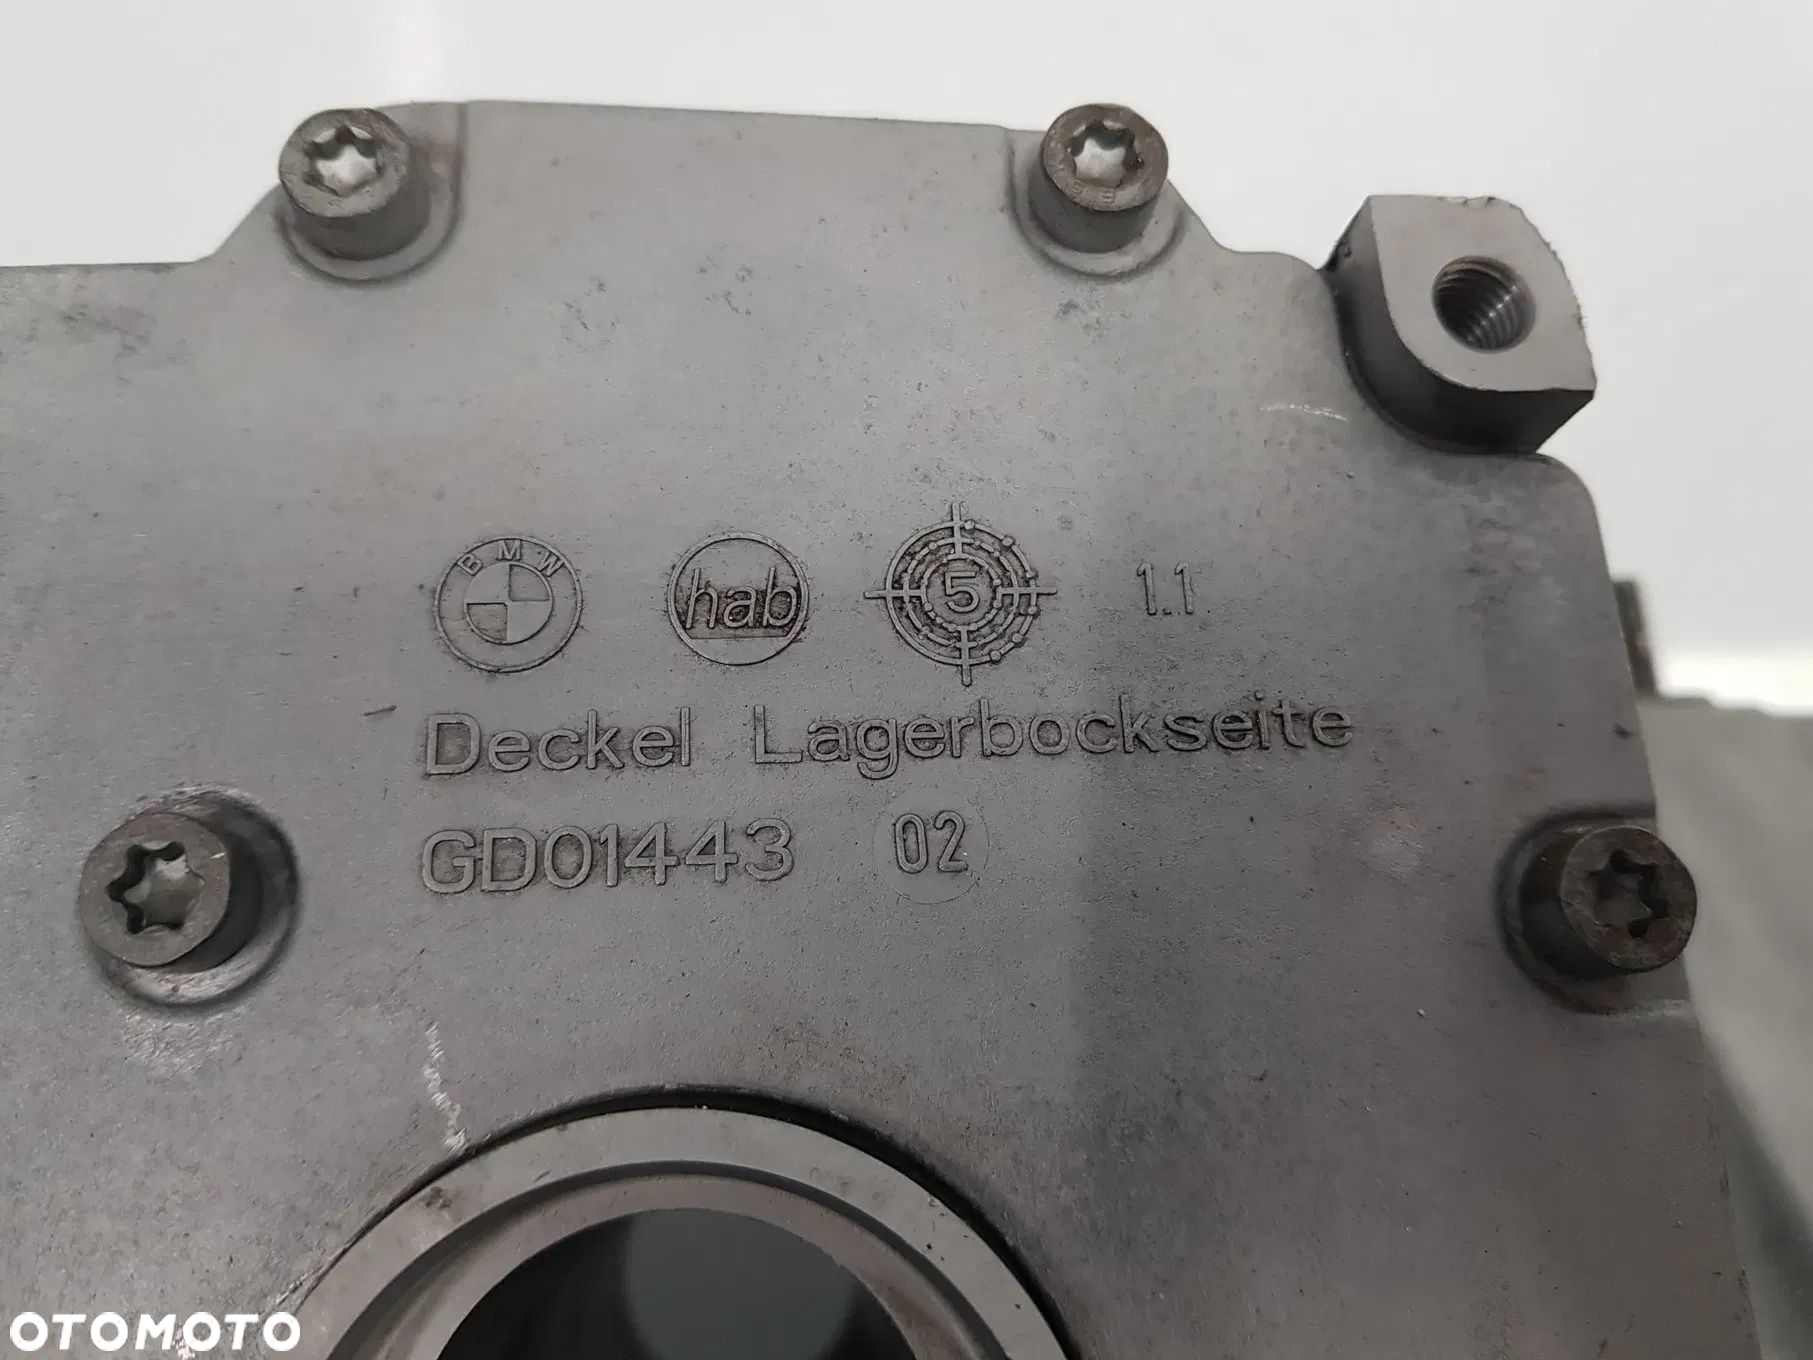 BMW hab 5 1.1
Deckel Lagerbockseite
GD01443 02
OTOMOTO